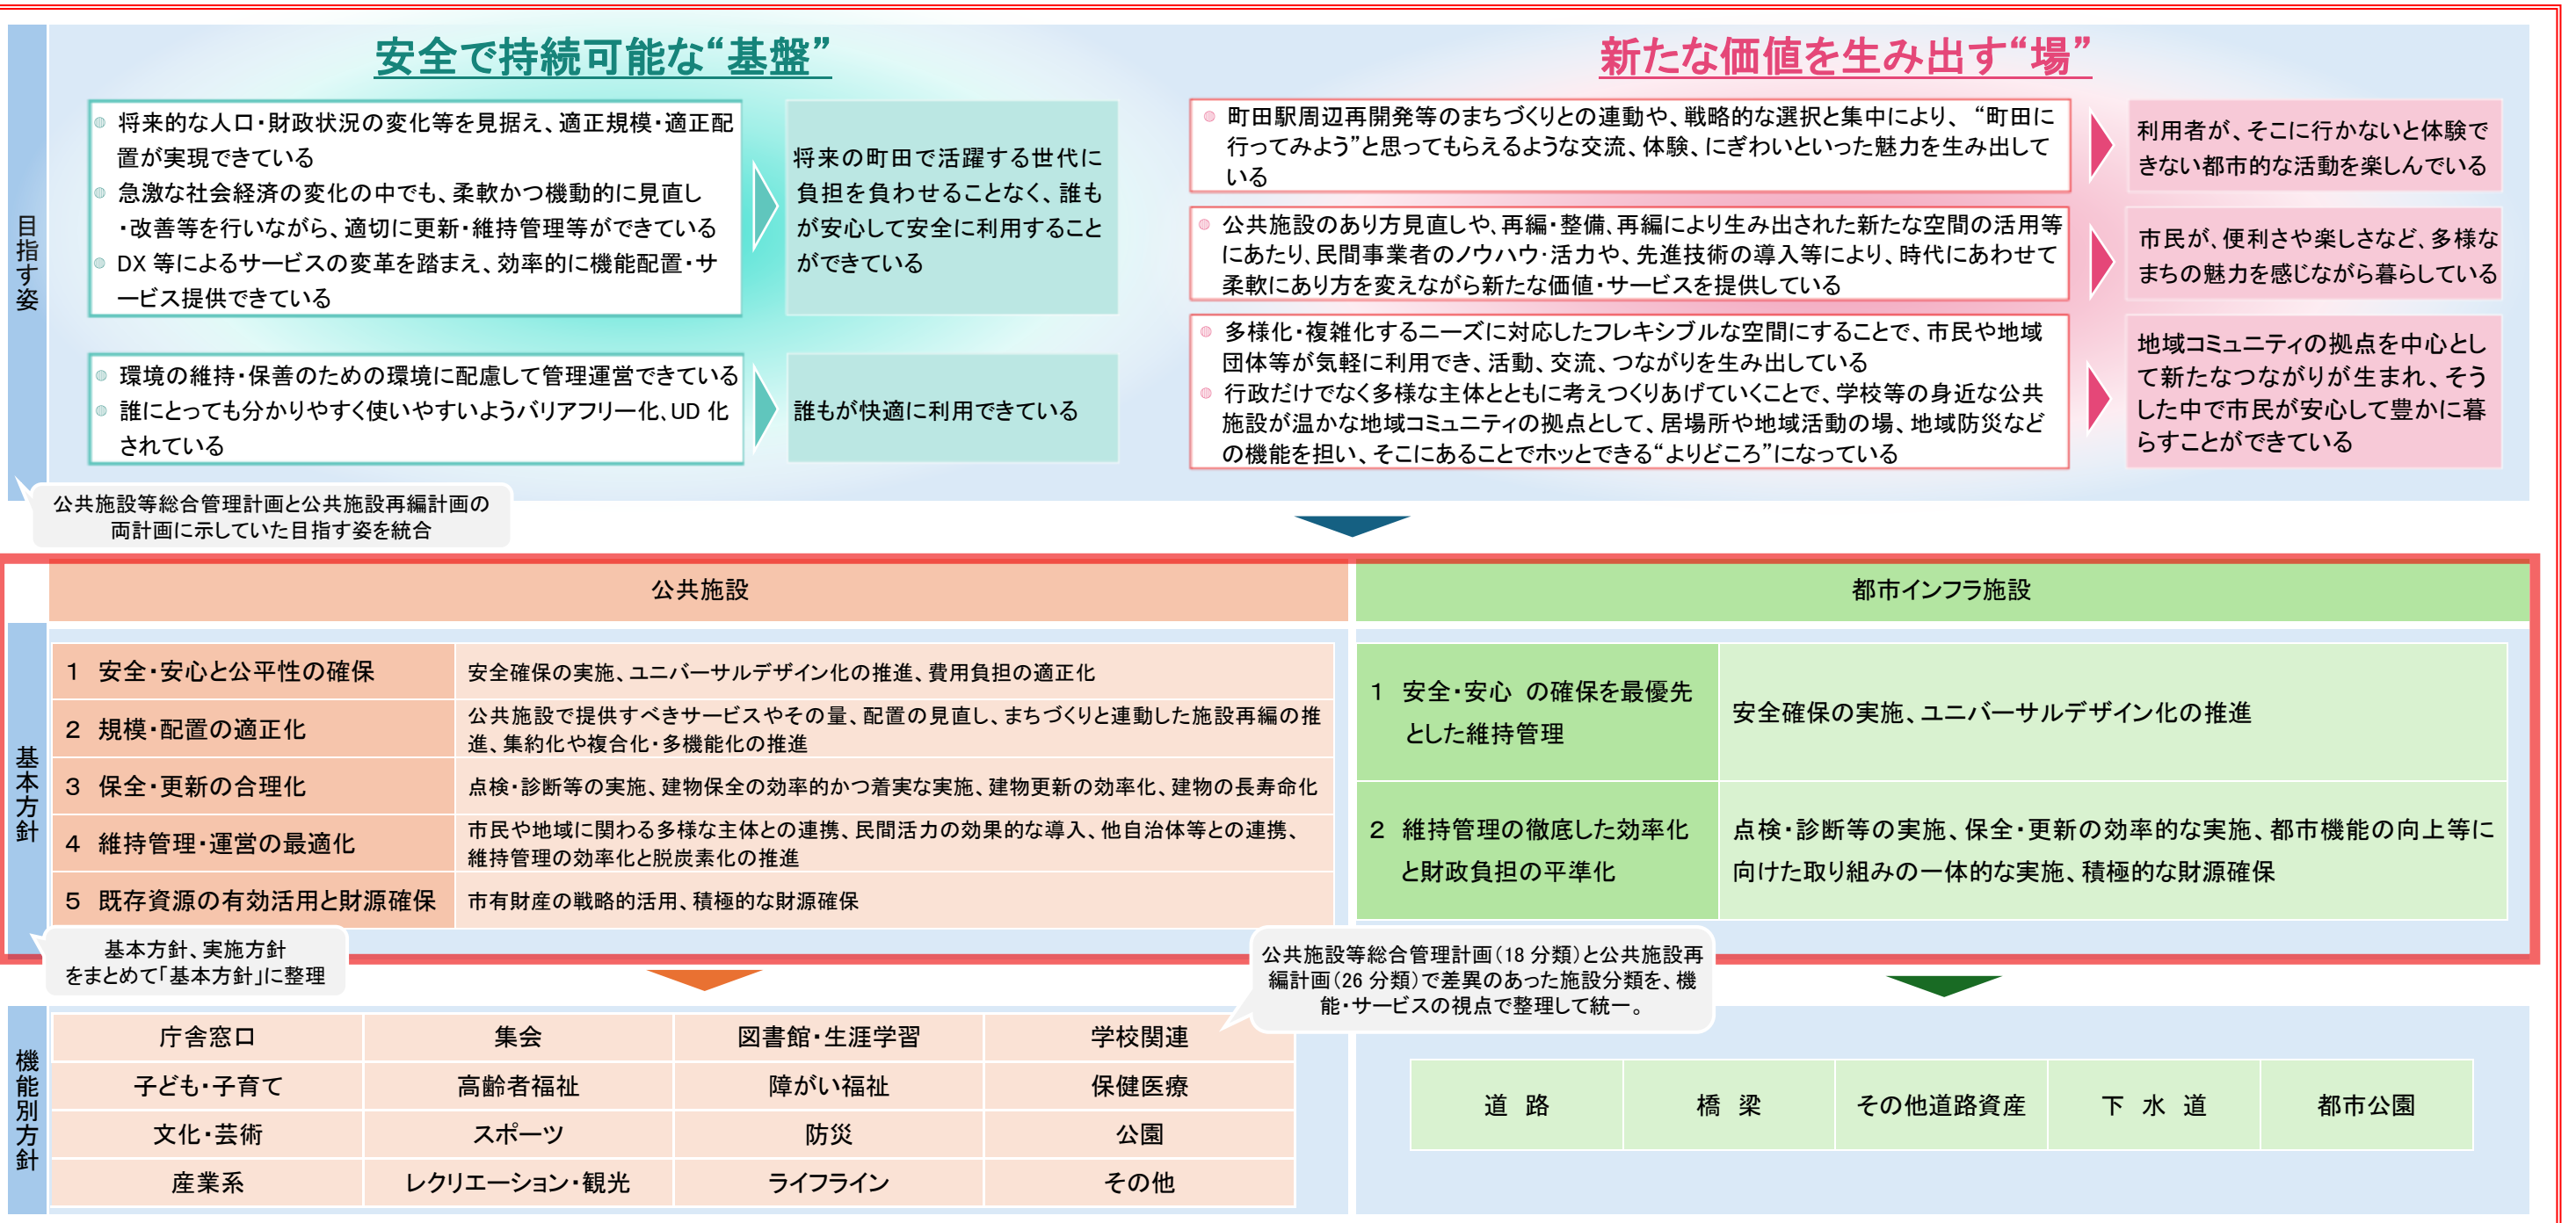 目指す姿
安全で持続可能な“基盤”
将来的な人口・財政状況の変化等を見据え、適正規模・適正配
置が実現できている
急激な社会経済の変化の中でも、柔軟かつ機動的に見直し
・改善等を行いながら、適切に更新・維持管理等ができている
DX 等によるサービスの変革を踏まえ、効率的に機能配置・サ
ービス提供できている
将来の町田で活躍する世代に
負担を負わせることなく、誰も
が安心して安全に利用すること
ができている
環境の維持・保善のための環境に配慮して管理運営できている
誰にとっても分かりやすく使いやすいようバリアフリー化、UD 化
されている
誰もが快適に利用できている
新たな価値を生み出す“場”
町田駅周辺再開発等のまちづくりとの連動や、戦略的な選択と集中により、 “町田に
行ってみよう”と思ってもらえるような交流、体験、にぎわいといった魅力を生み出して
いる
利用者が、そこに行かないと体験で
きない都市的な活動を楽しんでいる
公共施設のあり方見直しや、再編・整備、再編により生み出された新たな空間の活用等
にあたり、民間事業者のノウハウ・活力や、先進技術の導入等により、時代にあわせて
柔軟にあり方を変えながら新たな価値・サービスを提供している
市民が、便利さや楽しさなど、多様な
まちの魅力を感じながら暮らしている
多様化・複雑化するニーズに対応したフレキシブルな空間にすることで、市民や地域
団体等が気軽に利用でき、活動、交流、つながりを生み出している
行政だけでなく多様な主体とともに考えつくりあげていくことで、学校等の身近な公共
施設が温かな地域コミュニティの拠点として、居場所や地域活動の場、地域防災など
の機能を担い、そこにあることでホッとできる“よりどころ”になっている
地域コミュニティの拠点を中心とし
て新たなつながりが生まれ、そう
した中で市民が安心して豊かに暮
らすことができている
公共施設等総合管理計画と公共施設再編計画の
両計画に示していた目指す姿を統合
基本方針
公共施設
1 安全・安心と公平性の確保
安全確保の実施、ユニバーサルデザイン化の推進、費用負担の適正化
2 規模・配置の適正化
公共施設で提供すべきサービスやその量、配置の見直し、まちづくりと連動した施設再編の推
進、集約化や複合化・多機能化の推進
3 保全・更新の合理化
点検・診断等の実施、建物保全の効率的かつ着実な実施、建物更新の効率化、建物の長寿命化
4 維持管理・運営の最適化
市民や地域に関わる多様な主体との連携、民間活力の効果的な導入、他自治体等との連携、
維持管理の効率化と脱炭素化の推進
5 既存資源の有効活用と財源確保
市有財産の戦略的活用、積極的な財源確保
都市インフラ施設
1 安全・安心 の確保を最優先
とした維持管理
安全確保の実施、ユニバーサルデザイン化の推進
2 維持管理の徹底した効率化
と財政負担の平準化
点検・診断等の実施、保全・更新の効率的な実施、都市機能の向上等に
向けた取り組みの一体的な実施、積極的な財源確保
基本方針、実施方針
をまとめて「基本方針」に整理
公共施設等総合管理計画（18 分類）と公共施設再
編計画（26 分類）で差異のあった施設分類を、機
能・サービスの視点で整理して統一。
機能別方針
庁舎窓口 集会 図書館・生涯学習 学校関連
子ども・子育て 高齢者福祉 障がい福祉 保健医療
文化・芸術 スポーツ 防災 公園
産業系 レクリエーション・観光 ライフライン その他
道 路 橋 梁 その他道路資産 下 水 道 都市公園